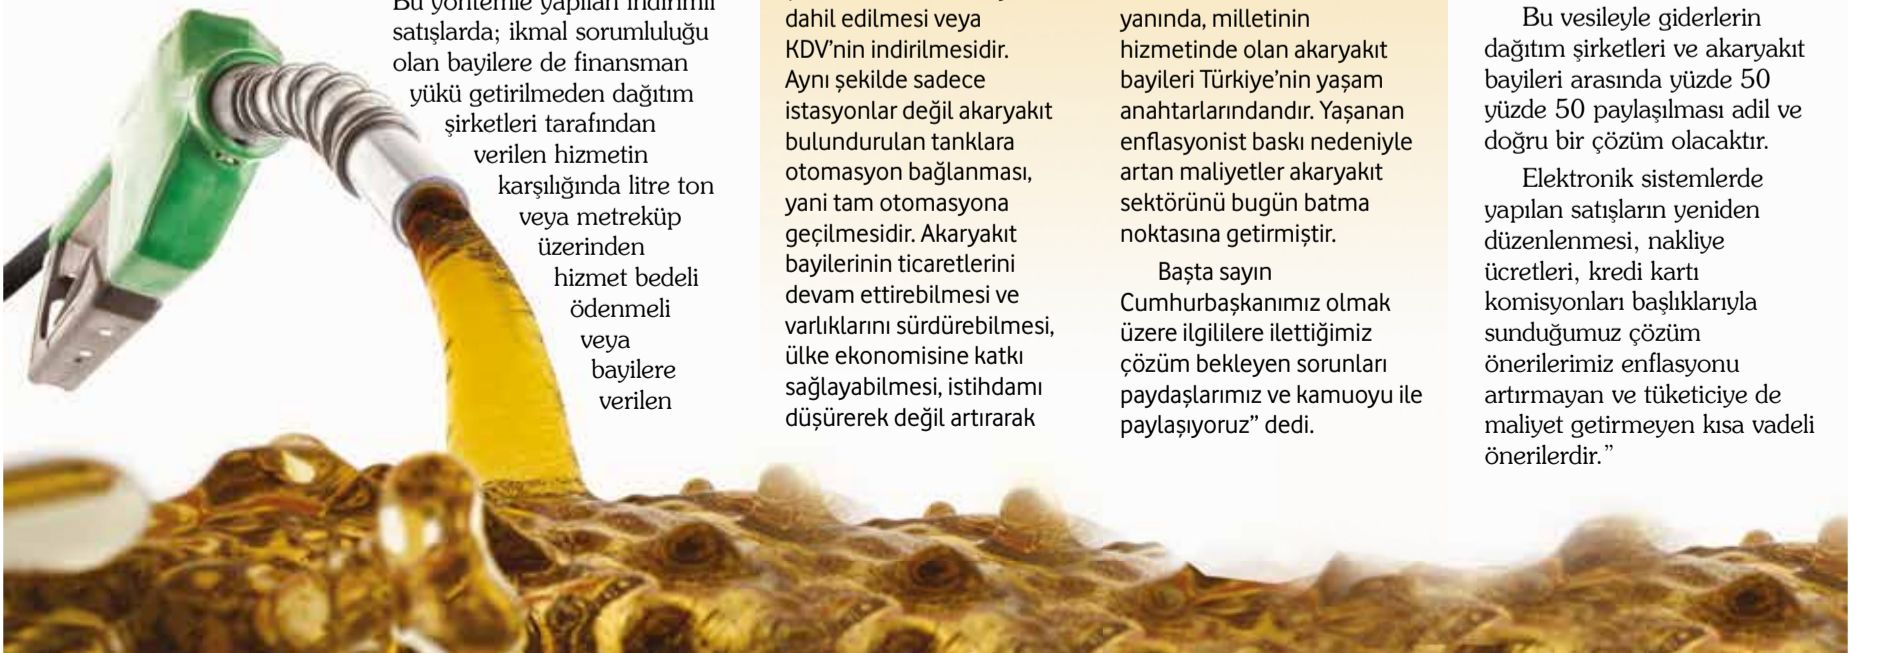 Bu yöntemle yapılan indirimli
satışlarda; ikmal sorumluluğu
olan bayilere de finansman
yükü getirilmeden dağıtım
şirketleri tarafından
verilen hizmetin
karşılığında litre ton
veya metreküp
üzerinden
hizmet bedeli
ödenmeli
veya
bayilere
verilen
dahil edilmesi veya
KDV’nin indirilmesidir.
Aynı şekilde sadece
istasyonlar değil akaryakıt
bulundurulan tanklara
otomasyon bağlanması,
yani tam otomasyona
geçilmesidir. Akaryakıt
bayilerinin ticaretlerini
devam ettirebilmesi ve
varlıklarını sürdürebilmesi,
ülke ekonomisine katkı
sağlayabilmesi, istihdamı
düşürerek değil artırarak
yanında, milletinin
hizmetinde olan akaryakıt
bayileri Türkiye’nin yaşam
anahtarlarındandır. Yaşanan
enflasyonist baskı nedeniyle
artan maliyetler akaryakıt
sektörünü bugün batma
noktasına getirmiştir.
Başta sayın
Cumhurbaşkanımız olmak
üzere ilgililere ilettiğimiz
çözüm bekleyen sorunları
paydaşlarımız ve kamuoyu ile
paylaşıyoruz” dedi.
Bu vesileyle giderlerin
dağıtım şirketleri ve akaryakıt
bayileri arasında yüzde 50
yüzde 50 paylaşılması adil ve
doğru bir çözüm olacaktır.
Elektronik sistemlerde
yapılan satışların yeniden
düzenlenmesi, nakliye
ücretleri, kredi kartı
komisyonları başlıklarıyla
sunduğumuz çözüm
önerilerimiz enflasyonu
artırmayan ve tüketiciye de
maliyet getirmeyen kısa vadeli
önerilerdir.”